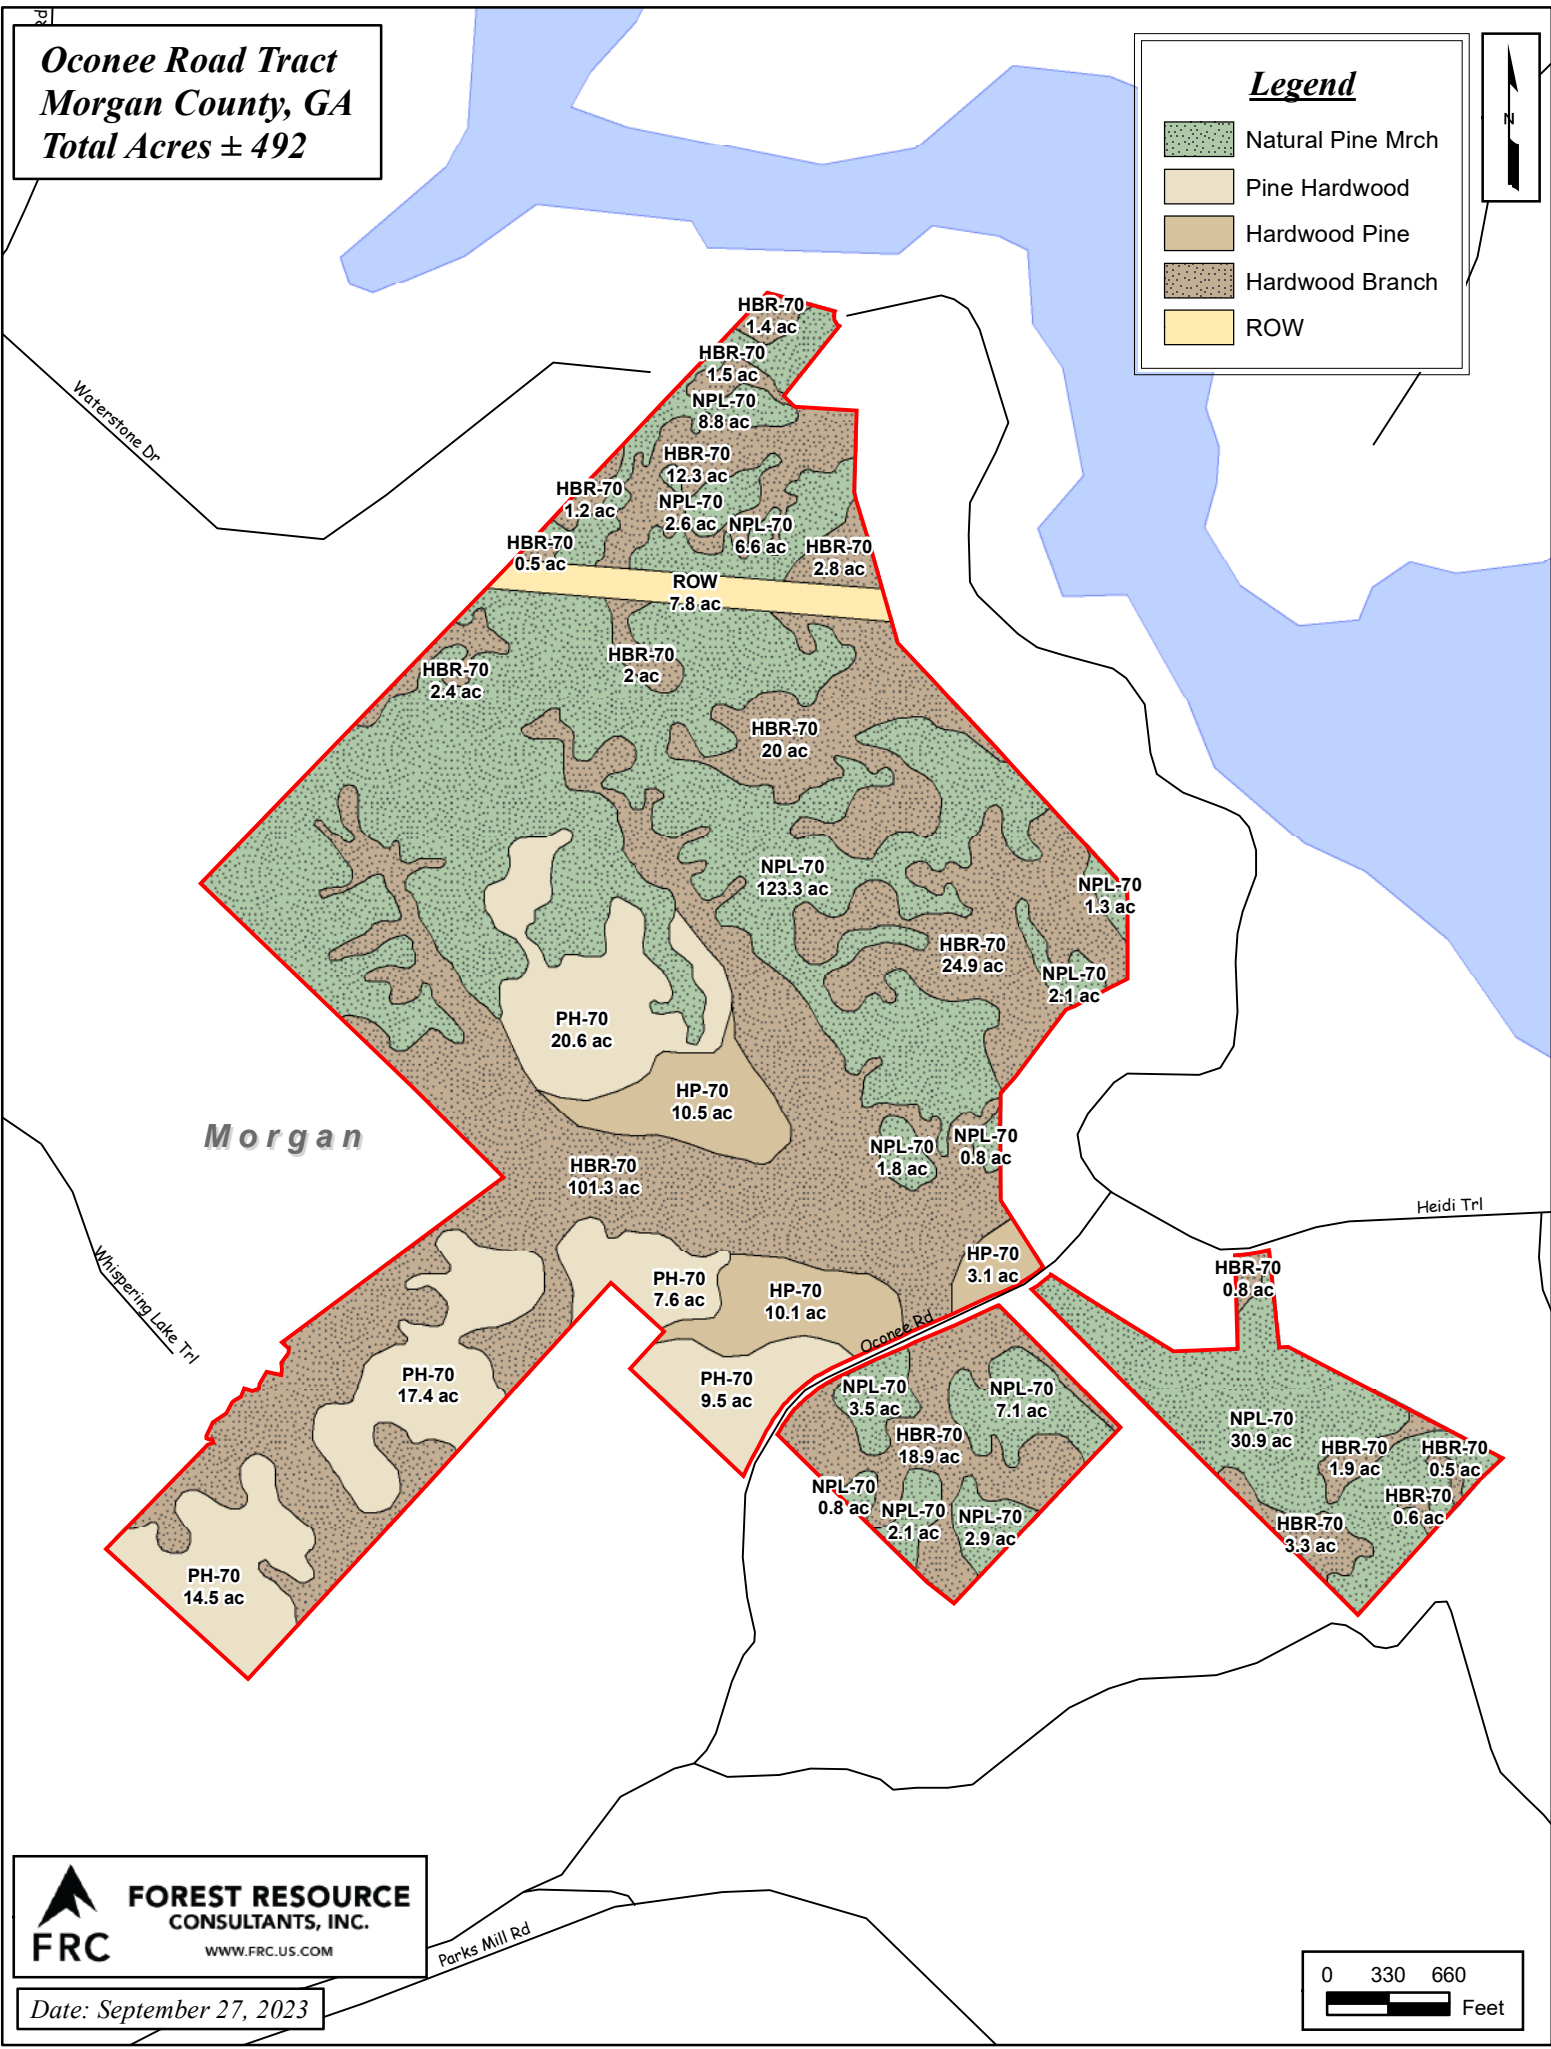 Rd
Oconee Road Tract
Morgan County, GA
Total Acres ± 492
Legend
Natural Pine Mrch
Pine Hardwood
Hardwood Pine
Hardwood Branch
ROW
N
Waterstone Dr
HBR-70
1.4 ac
HBR-70
1.5 ac
NPL-70
8.8 ac
HBR-70
12.3 ac
HBR-70
1.2 ac
NPL-70
2.6 ac
NPL-70
6.6 ac
HBR-70
0.5 ac
HBR-70
2.8 ac
ROW
7.8 ac
HBR-70
2.4 ac
HBR-70
2 ac
HBR-70
20 ac
NPL-70
123.3 ac
NPL-70
1.3 ac
HBR-70
24.9 ac
NPL-70
2.1 ac
PH-70
20.6 ac
HP-70
10.5 ac
Morgan
NPL-70
1.8 ac
NPL-70
0.8 ac
HBR-70
101.3 ac
Heidi Trl
Whispering Lake Trl
HP-70
3.1 ac
HBR-70
0.8 ac
PH-70
7.6 ac
HP-70
10.1 ac
Oconee Rd
PH-70
17.4 ac
PH-70
9.5 ac
NPL-70
3.5 ac
NPL-70
7.1 ac
HBR-70
18.9 ac
NPL-70
30.9 ac
HBR-70
1.9 ac
HBR-70
0.5 ac
NPL-70
0.8 ac
NPL-70
2.1 ac
NPL-70
2.9 ac
HBR-70
0.6 ac
HBR-70
3.3 ac
PH-70
14.5 ac
FRC
FOREST RESOURCE
CONSULTANTS, INC.
WWW.FRC.US.COM
Parks Mill Rd
Date: September 27, 2023
0 330 660
Feet